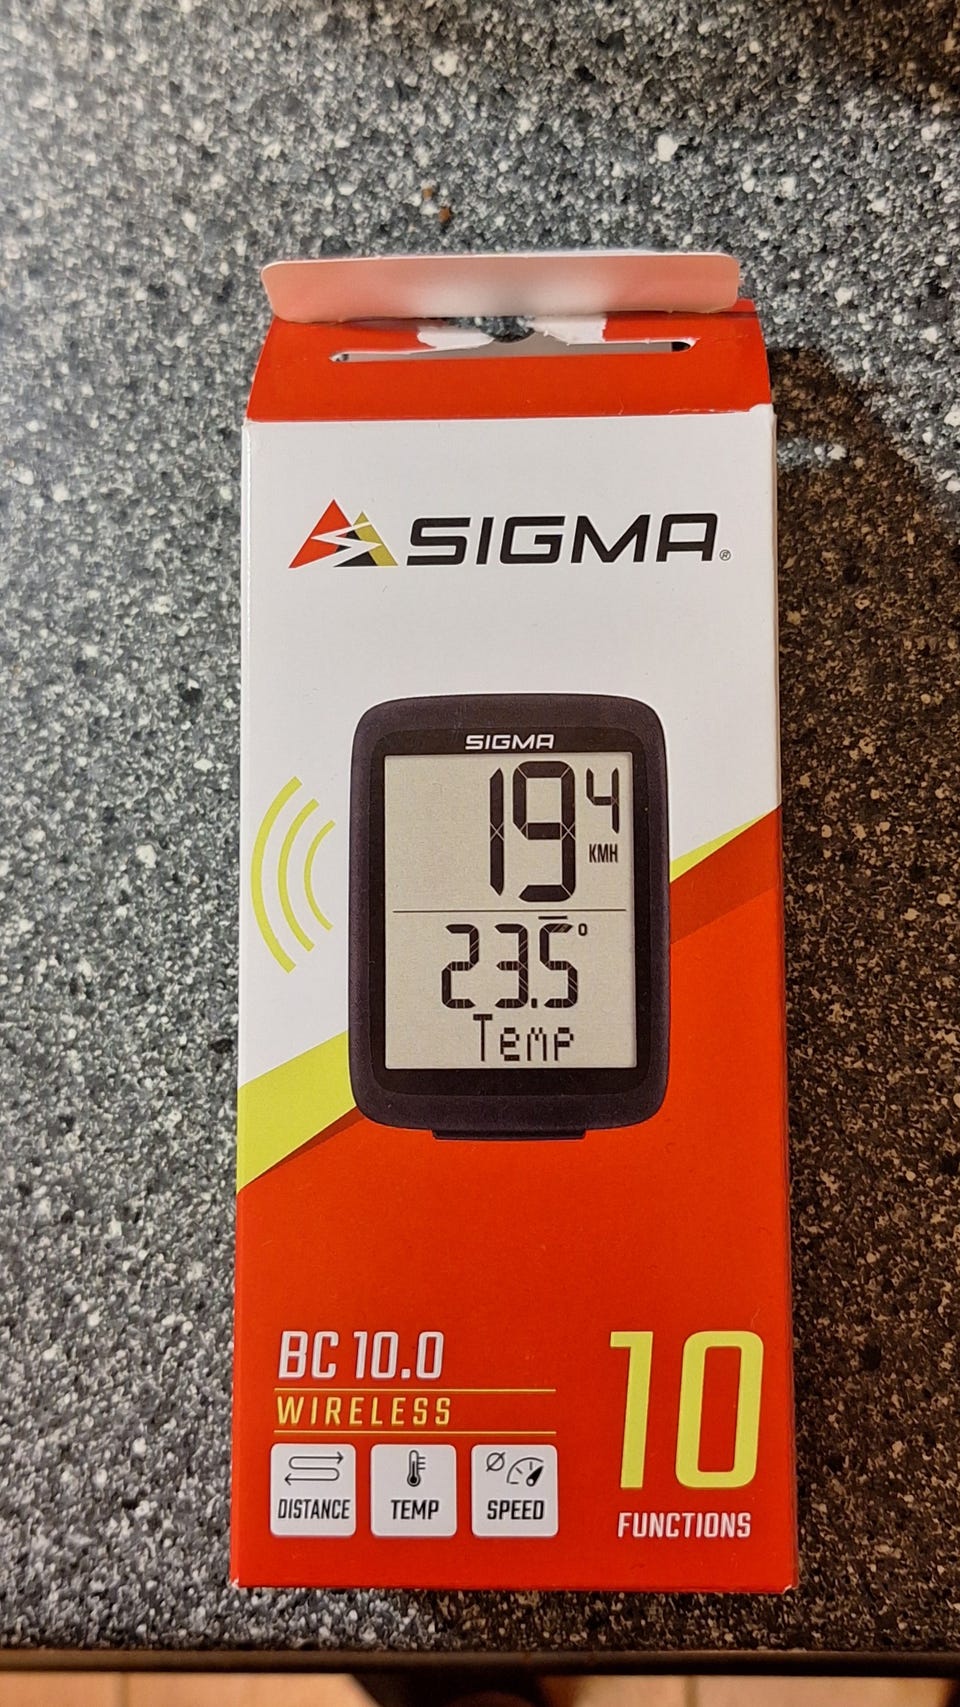 SIGMA®
SIGMA
19 4
KMH
23.5°
Temp
BC 10.0
WIRELESS
DISTANCE
TEMP
SPEED
10
FUNCTIONS